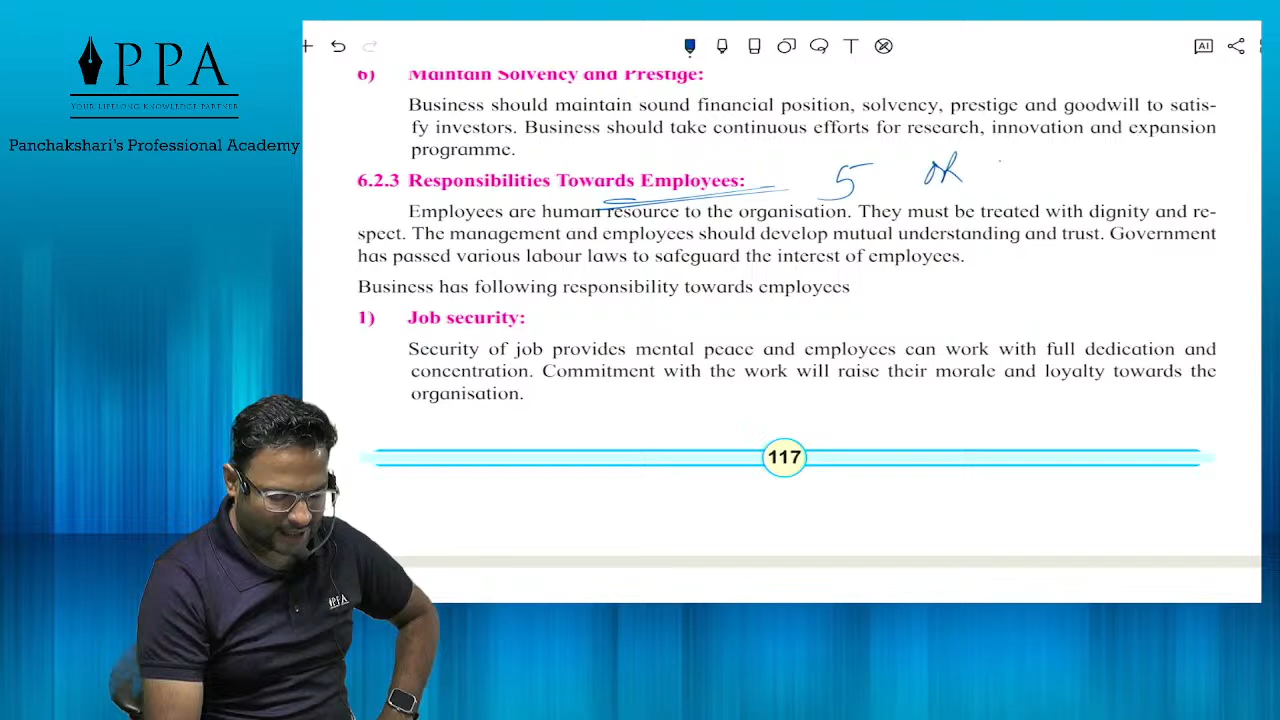 PPA
YOUR LIFELONG KNOWLEDGE PARTNER
Panchakshari's Professional Academy
AI
T
6) Maintain Solvency and Prestige:
Business should maintain sound financial position, solvency, prestige and goodwill to satis-
fy investors. Business should take continuous efforts for research, innovation and expansion
programme.
6.2.3 Responsibilities Towards Employees: 5 or
Employees are human resource to the organisation. They must be treated with dignity and re-
spect. The management and employees should develop mutual understanding and trust. Government
has passed various labour laws to safeguard the interest of employees.
Business has following responsibility towards employees
1) Job security:
Security of job provides mental peace and employees can work with full dedication and
concentration. Commitment with the work will raise their morale and loyalty towards the
organisation.
117
PPA